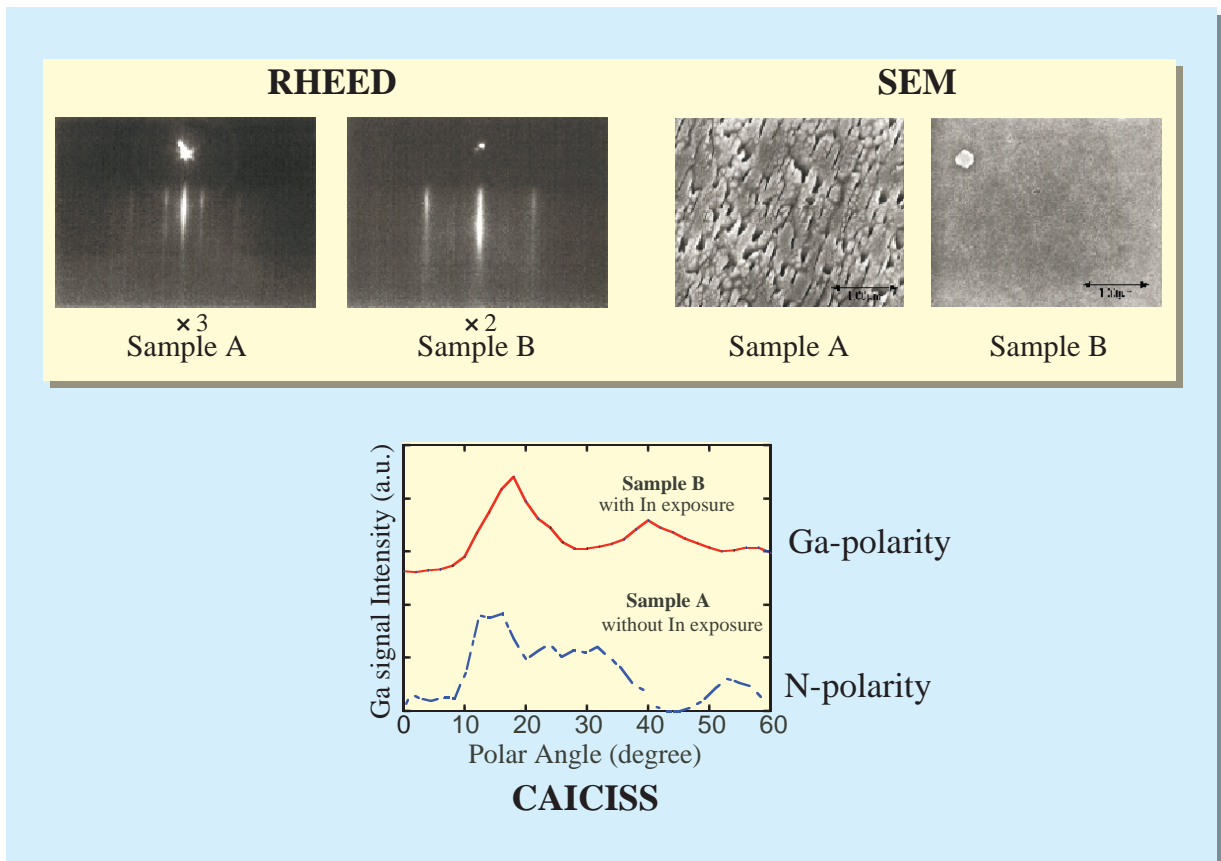 RHEED
SEM
× 3
Sample A
× 2
Sample B
Sample A
Sample B
Ga signal Intensity (a.u.)
Sample B
with In exposure
Ga-polarity
Sample A
without In exposure
N-polarity
0 10 20 30 40 50 60
Polar Angle (degree)
CAICISS